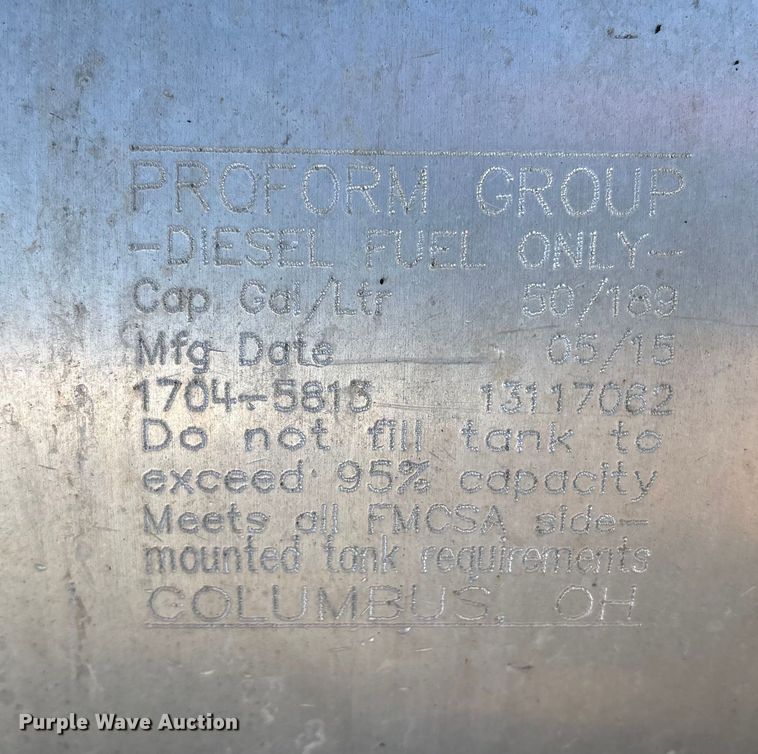 PROFORM GROUP
-DIESEL FUEL ONLY-
Cap Gal/Ltr 50/189
Mfg Date 05/15
1704-5813 13117062
Do not fill tank to
exceed 95% capacity
Meets all FMCSA side-
mounted tank requirements
COLUMBUS, OH
Purple Wave Auction